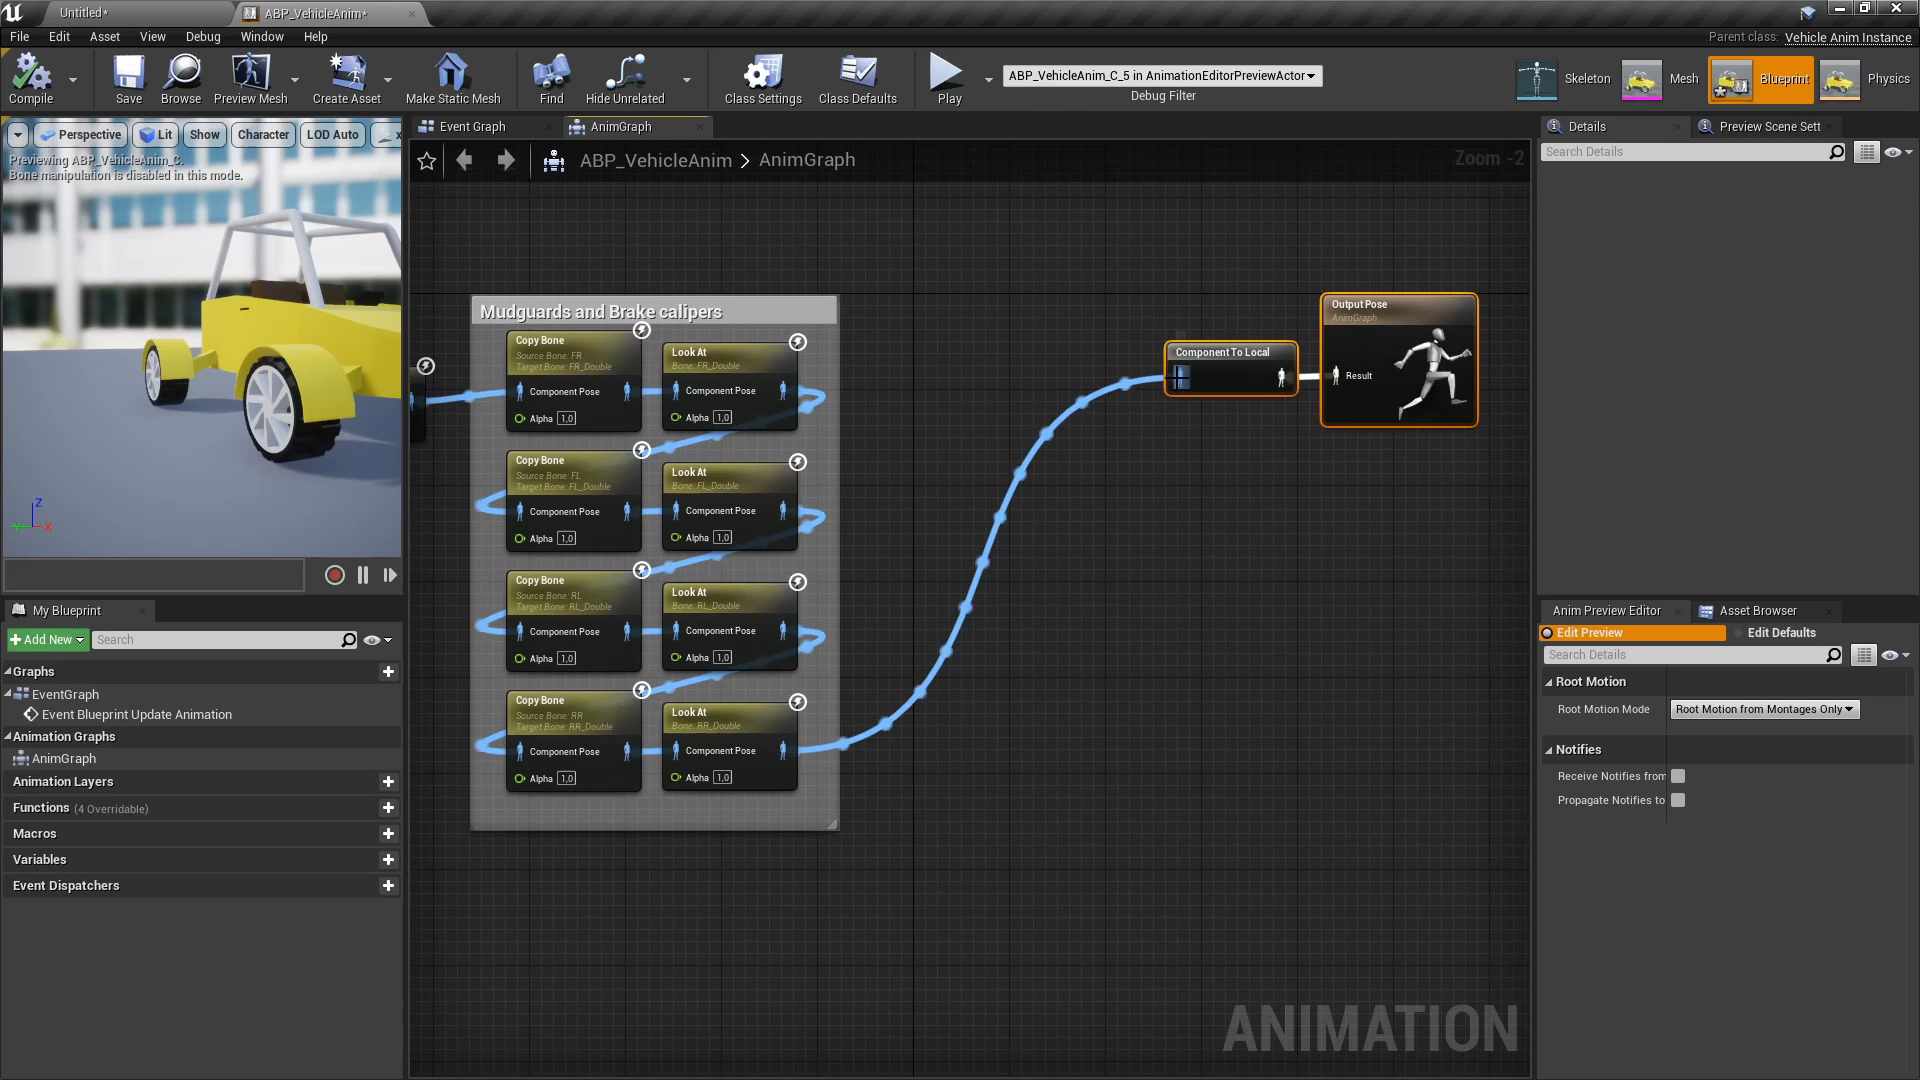 Untitled*
ABP_VehicleAnim*
File Edit Asset View Debug Window Help
Parent class: Vehicle Anim Instance
Compile
Save
Browse
Preview Mesh
Create Asset
Make Static Mesh
Find
Hide Unrelated
Class Settings
Class Defaults
Play
ABP_VehicleAnim_C_5 in AnimationEditorPreviewActor
Debug Filter
Skeleton
Mesh
Blueprint
Physics
Perspective
Lit
Show
Character
LOD Auto
x
Previewing ABP_VehicleAnim_C.
Bone manipulation is disabled in this mode.
Z
X
Event Graph
AnimGraph
ABP_VehicleAnim > AnimGraph
Zoom -2
Mudguards and Brake calipers
Copy Bone
Source Bone: FR
Target Bone: FR_Double
Component Pose
Alpha 1,0
Look At
Bone: FR_Double
Component Pose
Alpha 1,0
Copy Bone
Source Bone: FL
Target Bone: FL_Double
Component Pose
Alpha 1,0
Look At
Bone: FL_Double
Component Pose
Alpha 1,0
Copy Bone
Source Bone: RL
Target Bone: RL_Double
Component Pose
Alpha 1,0
Look At
Bone: RL_Double
Component Pose
Alpha 1,0
Copy Bone
Source Bone: RR
Target Bone: RR_Double
Component Pose
Alpha 1,0
Look At
Bone: RR_Double
Component Pose
Alpha 1,0
Component To Local
Output Pose
AnimGraph
Result
ANIMATION
My Blueprint
Add New
Search
Graphs
EventGraph
Event Blueprint Update Animation
Animation Graphs
AnimGraph
Animation Layers
Functions (4 Overridable)
Macros
Variables
Event Dispatchers
Details
Preview Scene Sett
Search Details
Anim Preview Editor
Asset Browser
Edit Preview
Edit Defaults
Search Details
Root Motion
Root Motion Mode
Root Motion from Montages Only
Notifies
Receive Notifies from
Propagate Notifies to